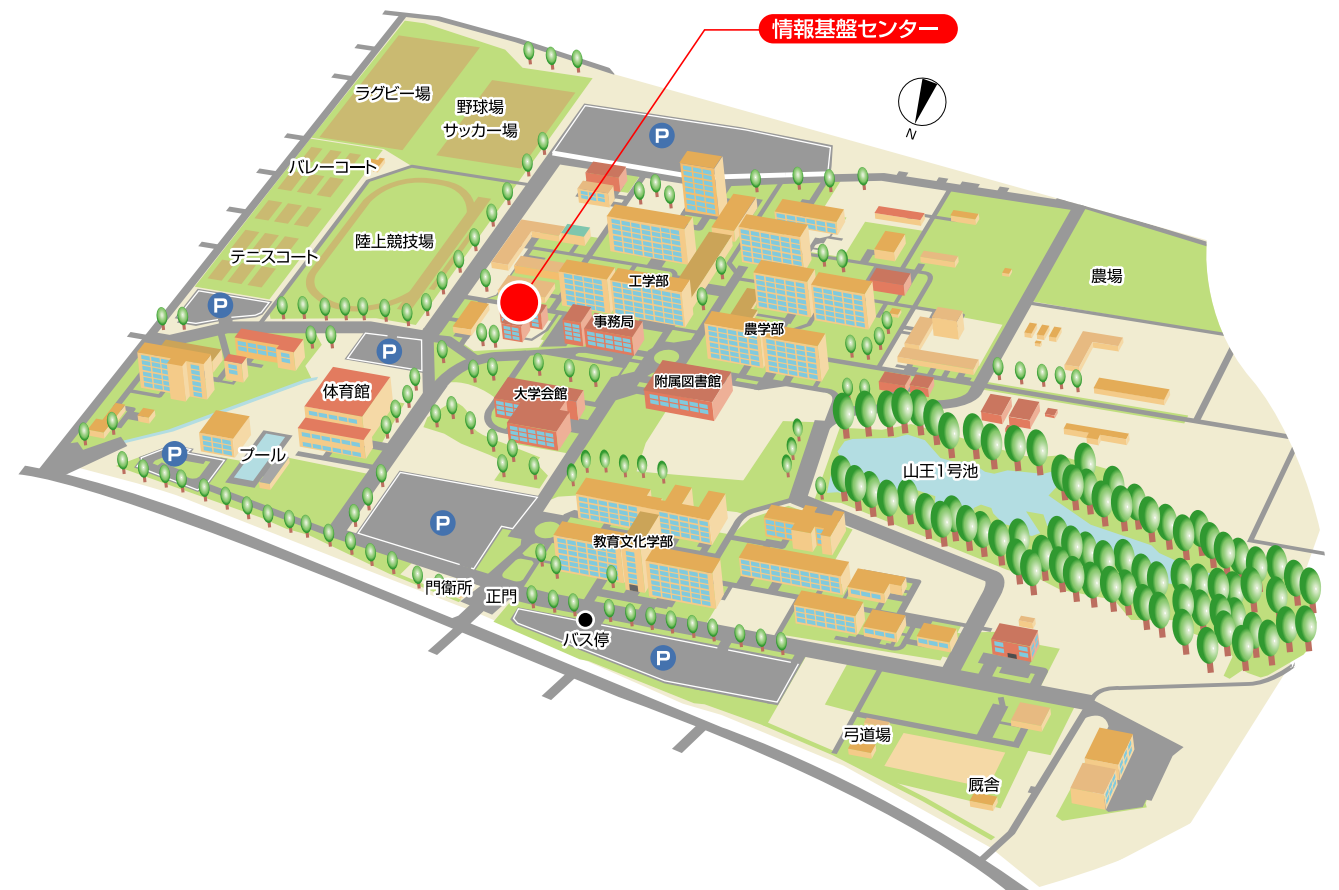 情報基盤センター
ラグビー場
野球場
サッカー場
P
N
バレーコート
陸上競技場
テニスコート
農場
工学部
P
事務局
農学部
P
附属図書館
体育館
大学会館
プール
P
山王1号池
P
教育文化学部
門衛所
正門
バス停
P
弓道場
厩舎